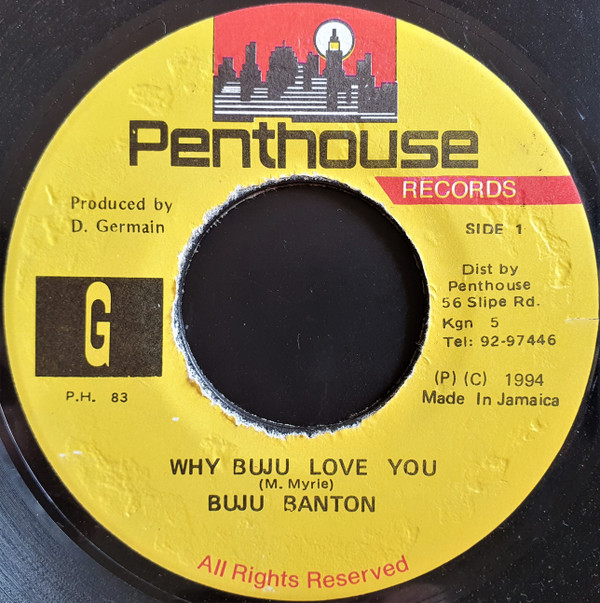 Penthouse
RECORDS
Produced by
D. Germain
SIDE 1
G
P.H. 83
Dist by
Penthouse
56 Slipe Rd.
Kgn 5
Tel: 92-97446
(P) (C) 1994
Made In Jamaica
WHY BUJU LOVE YOU
(M. Myrie)
BUJU BANTON
All Rights Reserved